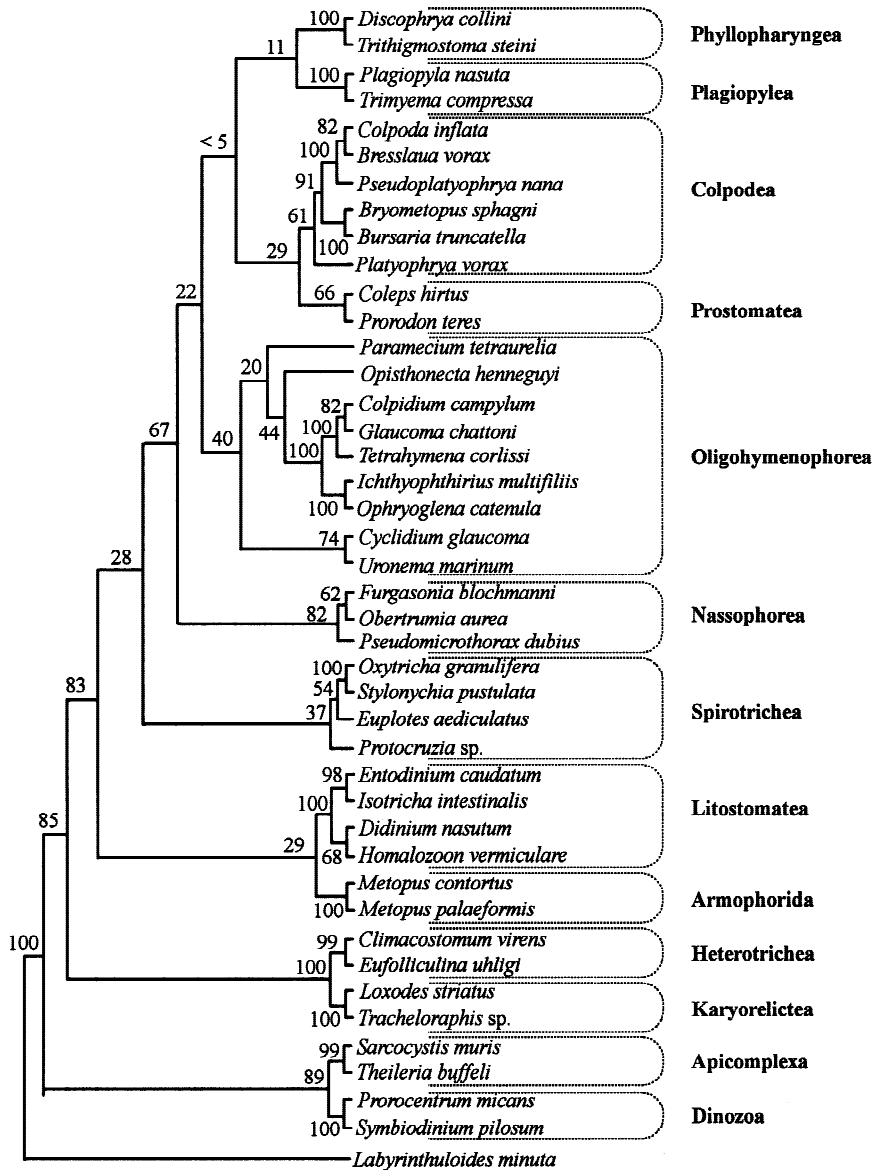 100 Discophrya collini
11 Trithigmostoma steini
Phyllopharyngea
100 Plagiopyla nasuta
Trimyema compressa
Plagiopylea
< 5
82 Colpoda inflata
100 Bresslaua vorax
91 Pseudoplatyophrya nana
Colpodea
61 Bryometopus sphagni
100 Bursaria truncatella
29 Platyophrya vorax
22
66 Coleps hirtus
Prorodon teres
Prostomatea
20 Paramecium tetraurelia
Opisthonecta henneguyi
82 Colpidium campylum
67 40 44 100 Glaucoma chattoni
100 Tetrahymena corlissi
Oligohymenophorea
Ichthyophthirius multifiliis
100 Ophryoglena catenula
74 Cyclidium glaucoma
Uronema marinum
28
62 Furgasonia blochmanni
82 Obertrumia aurea
Nassophorea
Pseudomicrothorax dubius
100 Oxytricha granulifera
83 54 Stylonychia pustulata
37 Euplotes aediculatus
Spirotrichea
Protocruzia sp.
98 Entodinium caudatum
100 Isotricha intestinalis
Litostomatea
85 Didinium nasutum
29 68 Homalozoon vermiculare
Metopus contortus
100 Metopus palaeformis
Armophorida
100
99 Climacostomum virens
100 Eufolliculina uhligi
Heterotrichea
Loxodes striatus
100 Tracheloraphis sp.
Karyorelictea
99 Sarcocystis muris
89 Theileria buffeli
Apicomplexa
Prorocentrum micans
100 Symbiodinium pilosum
Dinozoa
Labyrinthuloides minuta